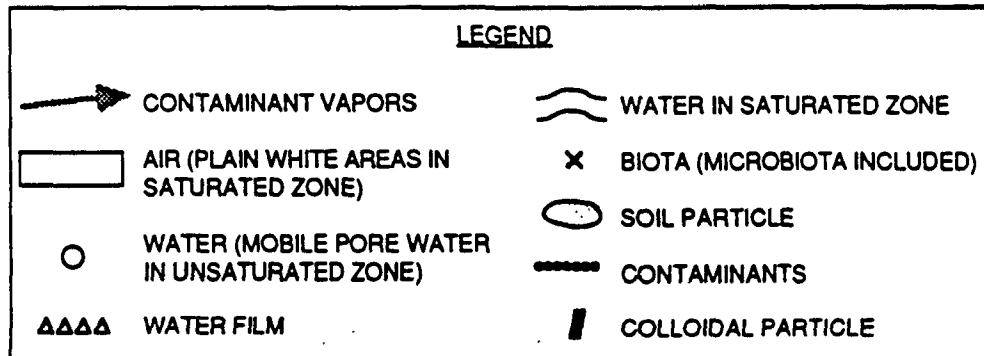 LEGEND
CONTAMINANT VAPORS
AIR (PLAIN WHITE AREAS IN
SATURATED ZONE)
WATER (MOBILE PORE WATER
IN UNSATURATED ZONE)
WATER FILM
WATER IN SATURATED ZONE
BIOTA (MICROBIOTA INCLUDED)
SOIL PARTICLE
CONTAMINANTS
COLLOIDAL PARTICLE